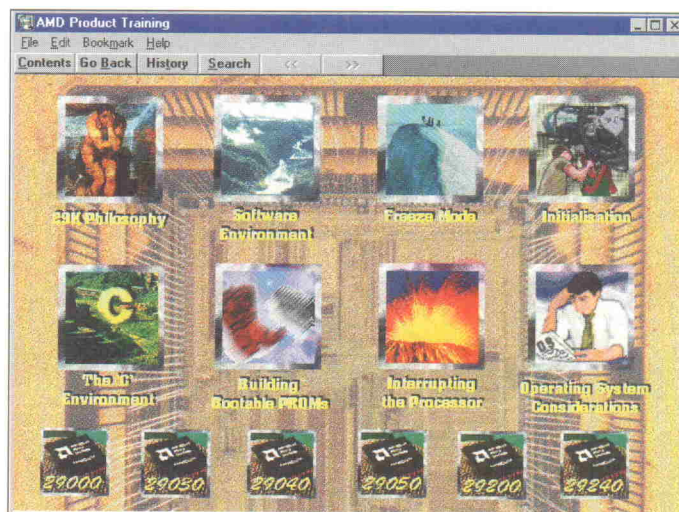 AMD Product Training
File Edit Bookmark Help
Contents Go Back History Search << >>
29K Philosophy
Software
Environment
Freeze Mode
Initialisation
The 'C'
Environment
Building
Bootable PROMs
Interrupting
the Processor
Operating System
Considerations
29000 29030 29040 29050 29200 29240